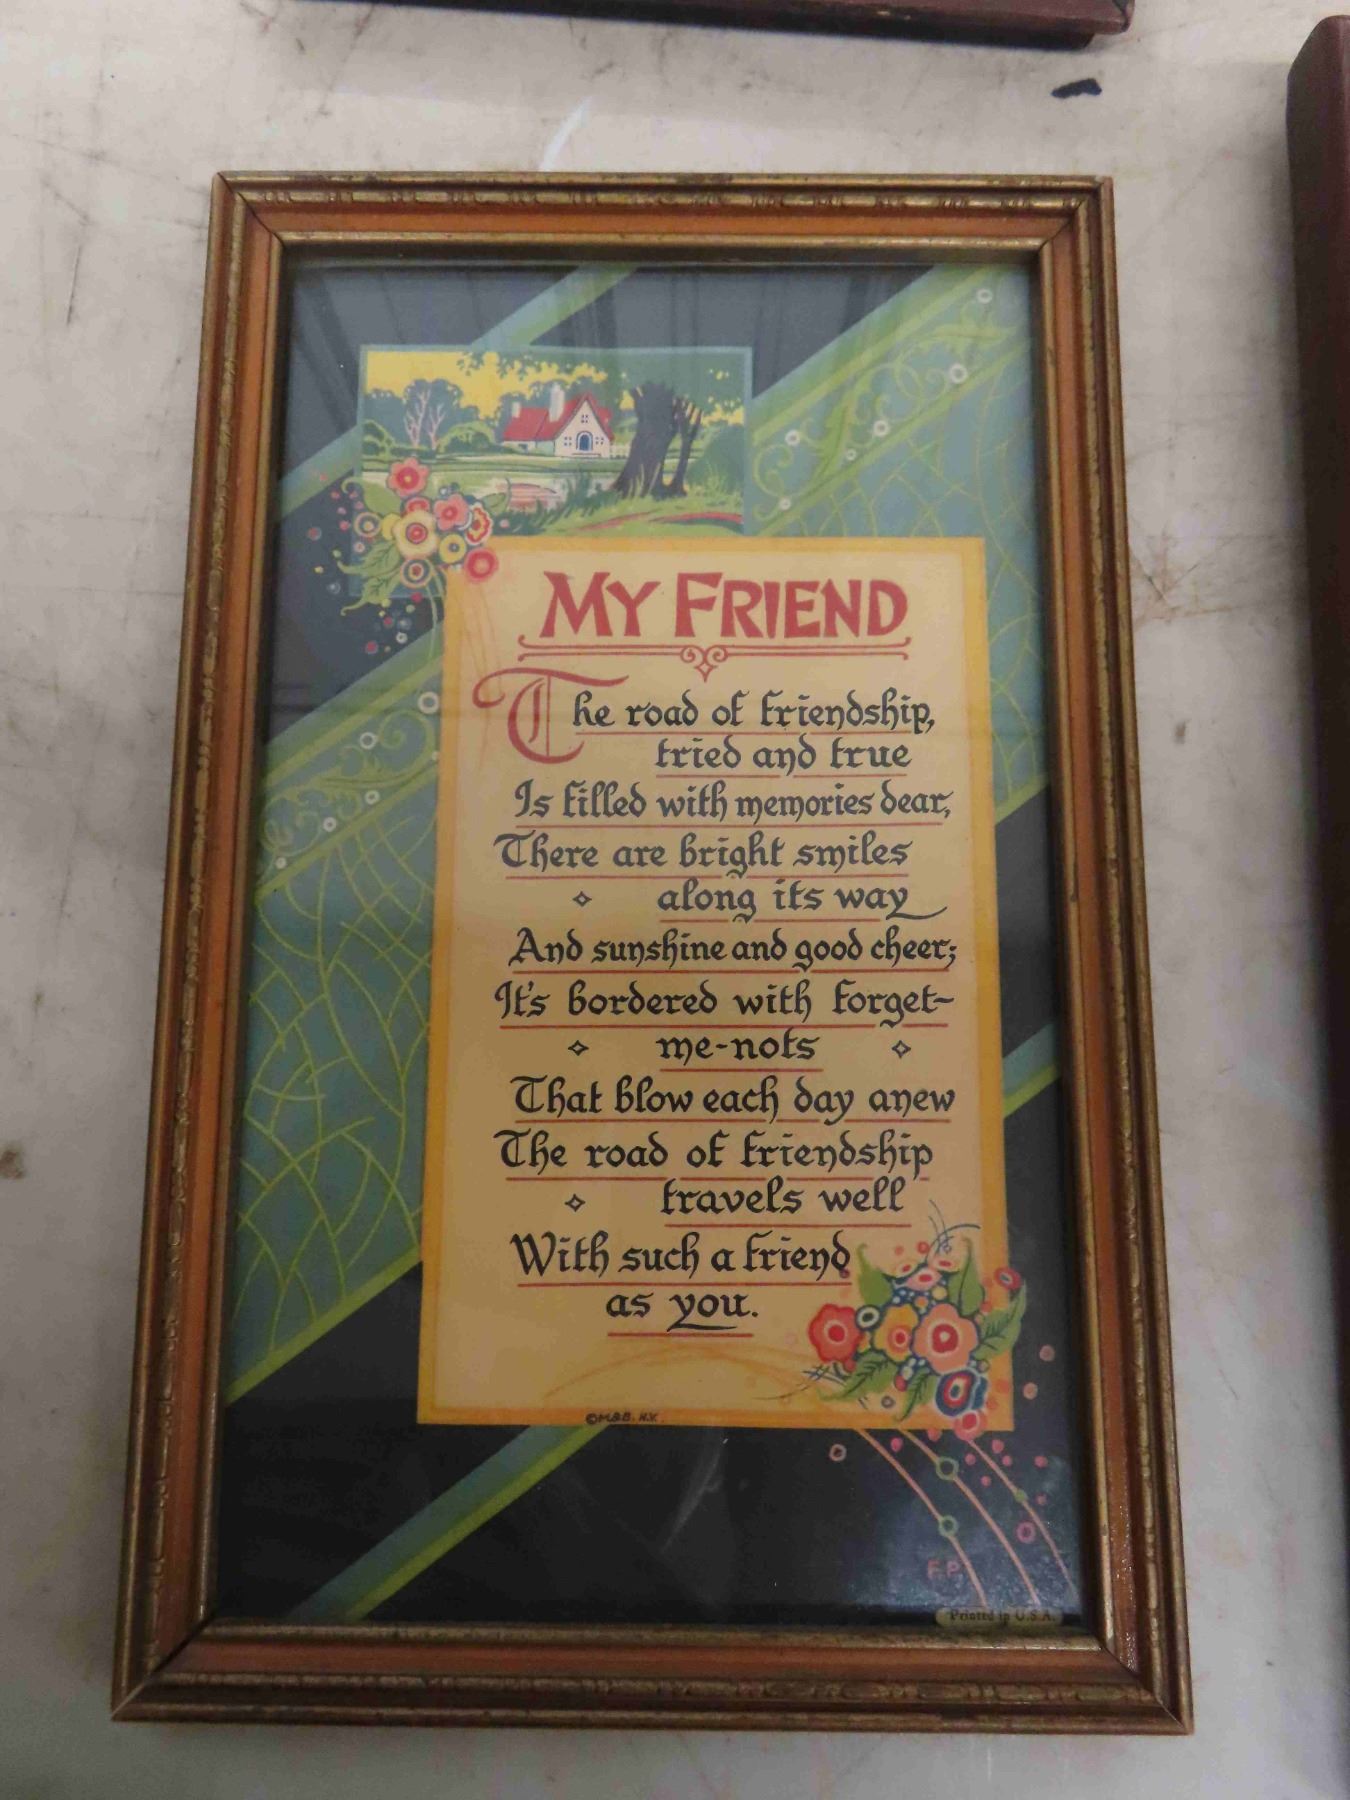 MY FRIEND
The road of friendship,
tried and true
Is filled with memories dear,
There are bright smiles
along its way
And sunshine and good cheer;
It's bordered with forget-
me-nots
That blow each day anew
The road of friendship
travels well
With such a friend
as you.
©M.B.B. N.Y.
F.P.
Printed in U.S.A.